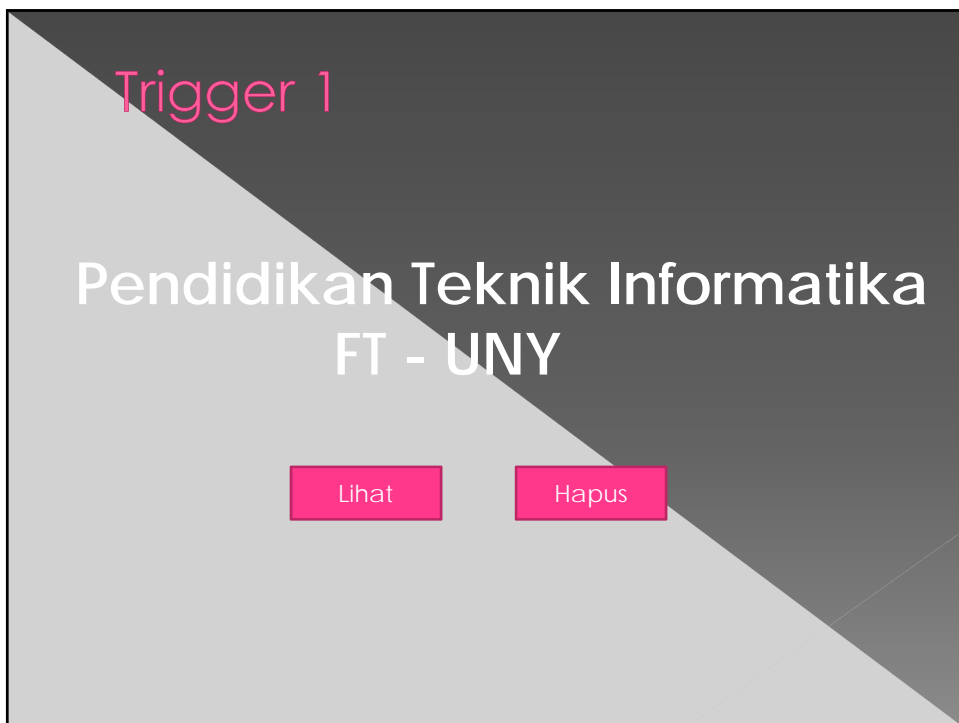 Trigger 1
Pendidikan Teknik Informatika
FT - UNY
Lihat
Hapus